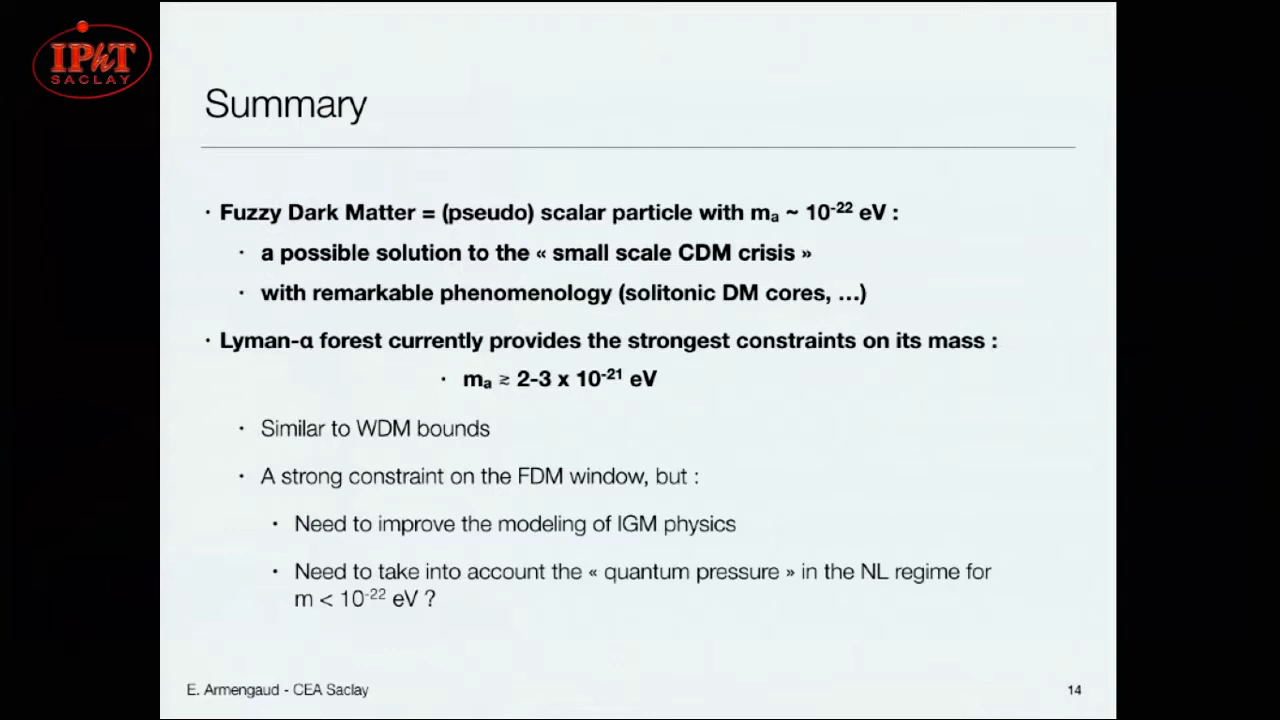 IPhT
SACLAY
Summary
· Fuzzy Dark Matter = (pseudo) scalar particle with mₐ ~ 10⁻²² eV :
· a possible solution to the « small scale CDM crisis »
· with remarkable phenomenology (solitonic DM cores, …)
· Lyman-α forest currently provides the strongest constraints on its mass :
· mₐ ≳ 2-3 x 10⁻²¹ eV
· Similar to WDM bounds
· A strong constraint on the FDM window, but :
· Need to improve the modeling of IGM physics
· Need to take into account the « quantum pressure » in the NL regime for
m < 10⁻²² eV ?
E. Armengaud - CEA Saclay
14